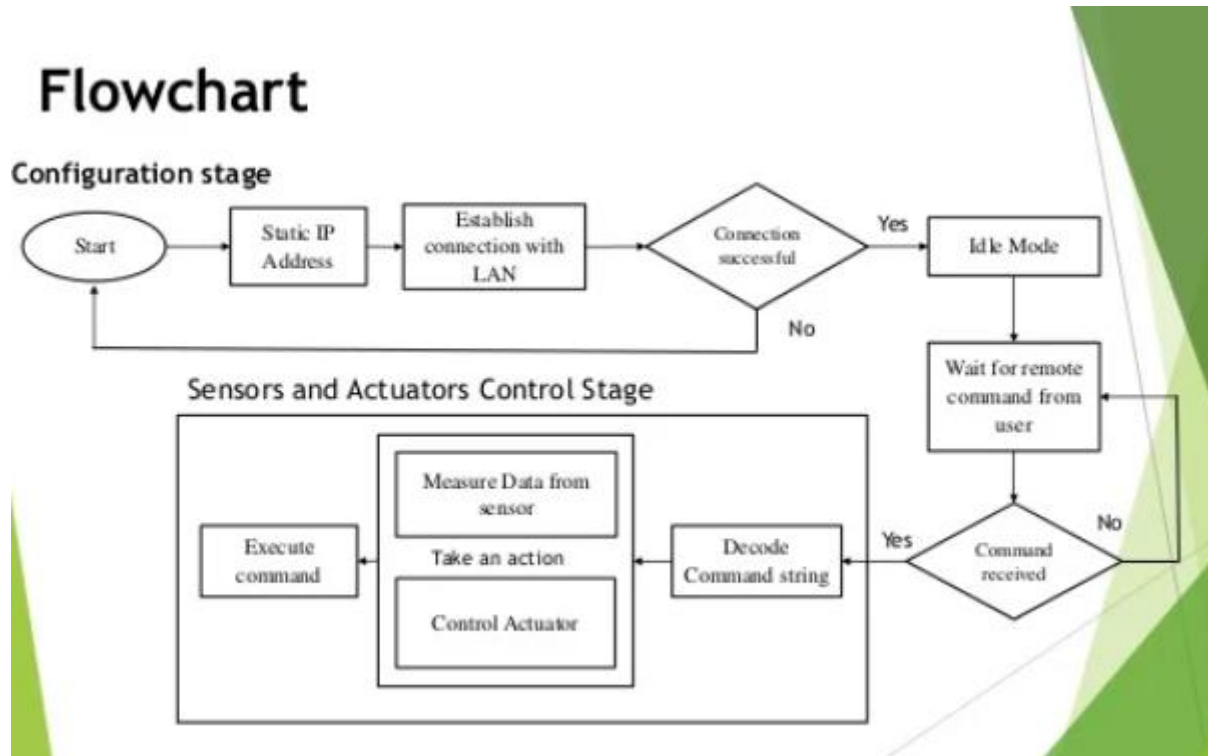 Flowchart
Configuration stage
Start
Static IP
Address
Establish
connection with
LAN
Connection
successful
Yes
Idle Mode
No
Wait for remote
command from
user
Sensors and Actuators Control Stage
Command
received
No
Yes
Decode
Command string
Measure Data from
sensor
Take an action
Control Actuator
Execute
command